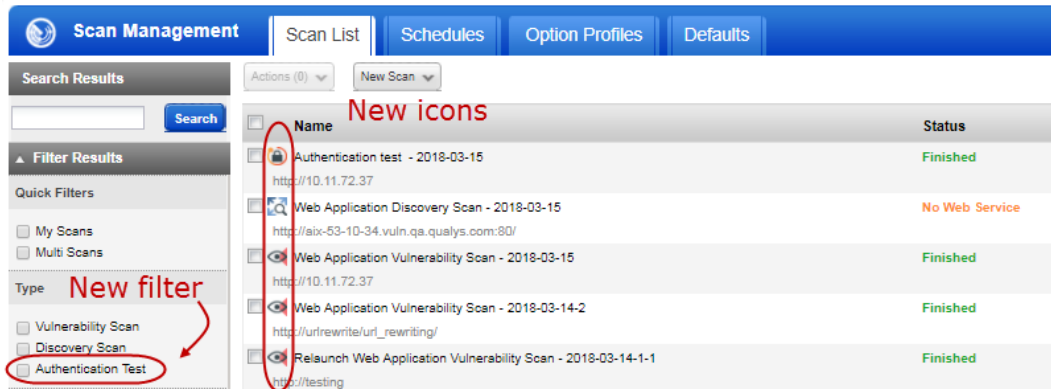 Scan Management
Scan List
Schedules
Option Profiles
Defaults
Search Results
Search
Filter Results
Quick Filters
My Scans
Multi Scans
Type
New filter
Vulnerability Scan
Discovery Scan
Authentication Test
Actions (0)
New Scan
New icons
Name
Status
Authentication test - 2018-03-15
Finished
http://10.11.72.37
Web Application Discovery Scan - 2018-03-15
No Web Service
http://aix-53-10-34.vuln.qa.qualys.com:80/
Web Application Vulnerability Scan - 2018-03-15
Finished
http://10.11.72.37
Web Application Vulnerability Scan - 2018-03-14-2
Finished
http://urlrewrite/url_rewriting/
Relaunch Web Application Vulnerability Scan - 2018-03-14-1-1
Finished
http://testing